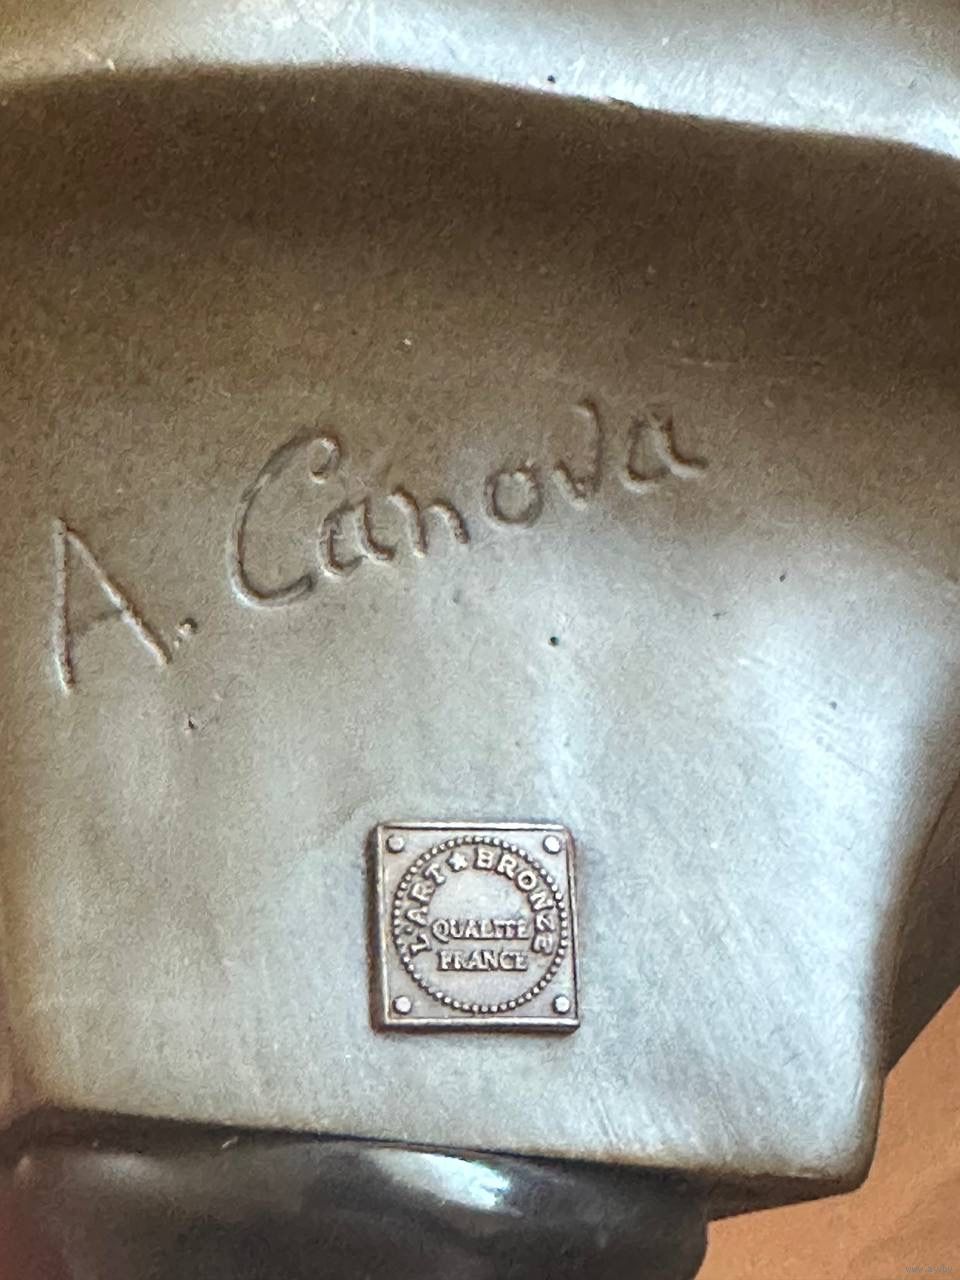 A. Canova
L'ART ★ BRONZE
QUALITE
FRANCE